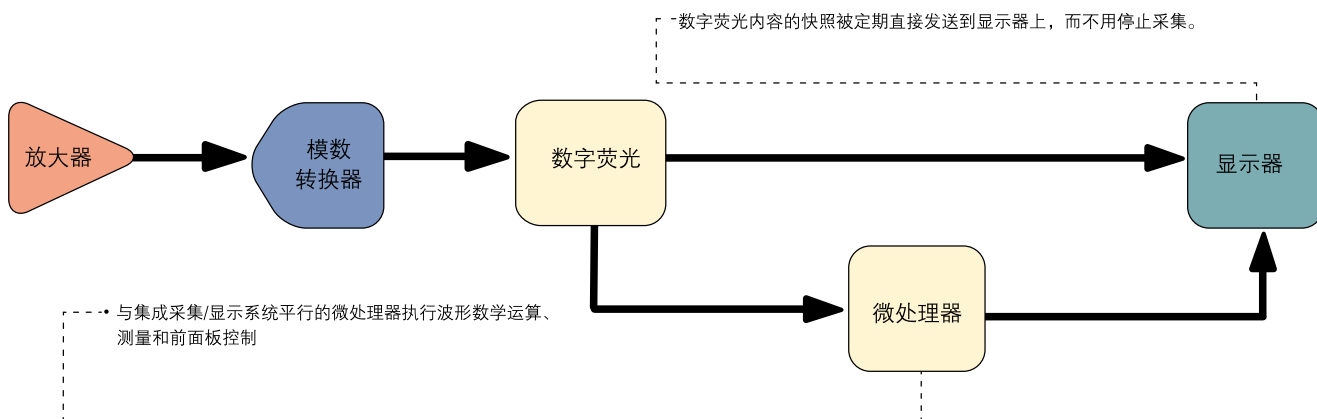 数字荧光内容的快照被定期直接发送到显示器上，而不用停止采集。
放大器
模数
转换器
数字荧光
显示器
微处理器
• 与集成采集/显示系统平行的微处理器执行波形数学运算、
测量和前面板控制